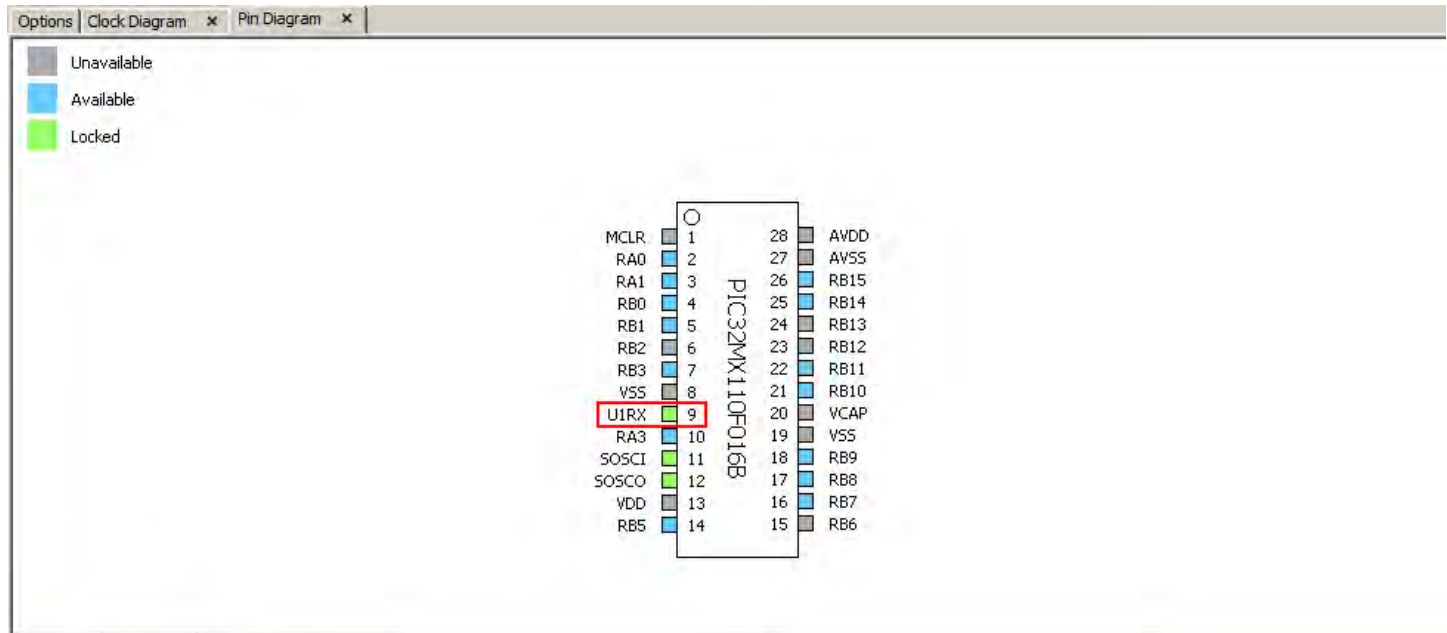 Options Clock Diagram x Pin Diagram x
Unavailable
Available
Locked
MCLR 1 28 AVDD
RA0 2 27 AVSS
RA1 3 26 RB15
RB0 4 25 RB14
RB1 5 24 RB13
RB2 6 23 RB12
RB3 7 22 RB11
VSS 8 21 RB10
U1RX 9 20 VCAP
RA3 10 19 VSS
SOSCI 11 18 RB9
SOSCO 12 17 RB8
VDD 13 16 RB7
RB5 14 15 RB6
PIC32MX110F016B